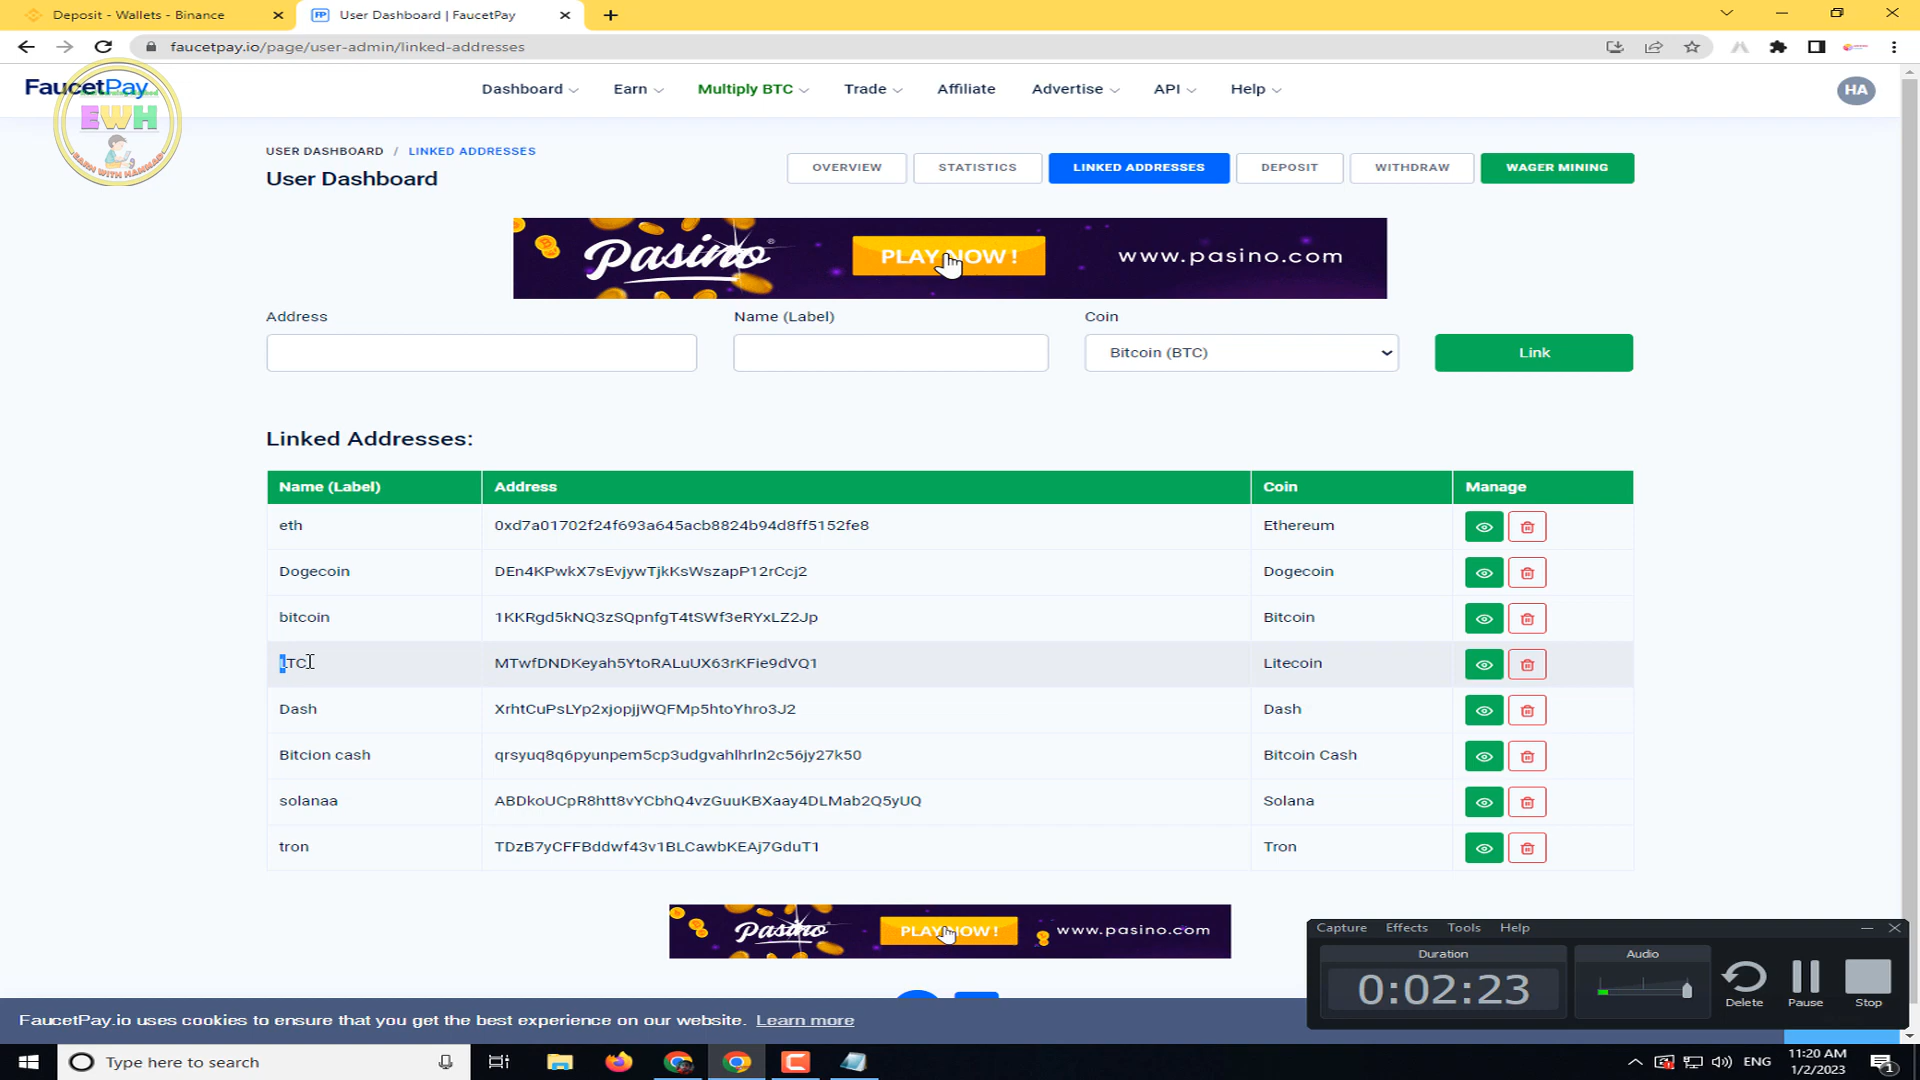 Deposit - Wallets - Binance
User Dashboard | FaucetPay
faucetpay.io/page/user-admin/linked-addresses
FaucetPay
EWH
EARN WITH HAMMAD
Dashboard Earn Multiply BTC Trade Affiliate Advertise API Help
HA
USER DASHBOARD / LINKED ADDRESSES
User Dashboard
OVERVIEW STATISTICS LINKED ADDRESSES DEPOSIT WITHDRAW WAGER MINING
Pasino® PLAY NOW! www.pasino.com
Address Name (Label) Coin
Bitcoin (BTC) Link
Linked Addresses:
Name (Label) Address Coin Manage
eth 0xd7a01702f24f693a645acb8824b94d8ff5152fe8 Ethereum
Dogecoin DEn4KPwkX7sEvjywTjkKsWszapP12rCcj2 Dogecoin
bitcoin 1KKRgd5kNQ3zSQpnfgT4tSWf3eRYxLZ2Jp Bitcoin
LTC MTwfDNDKeyah5YtoRALuUX63rKFie9dVQ1 Litecoin
Dash XrhtCuPsLYp2xjopjjWQFMp5htoYhro3J2 Dash
Bitcion cash qrsyuq8q6pyunpem5cp3udgvahlhrln2c56jy27k50 Bitcoin Cash
solanaa ABDkoUCpR8htt8vYCbhQ4vzGuuKBXaay4DLMab2Q5yUQ Solana
tron TDzB7yCFFBddwf43v1BLCawbKEAj7GduT1 Tron
Pasino PLAY NOW! www.pasino.com
Capture Effects Tools Help
Duration Audio
0:02:23
Delete Pause Stop
FaucetPay.io uses cookies to ensure that you get the best experience on our website. Learn more
Type here to search
ENG
11:20 AM
1/2/2023
1